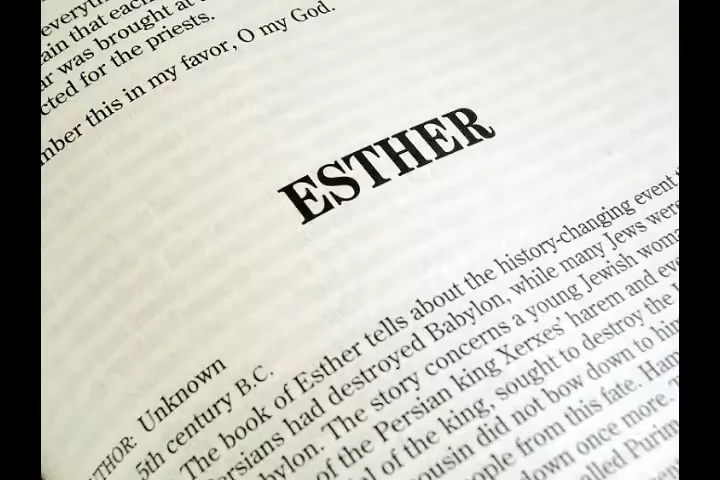 everything
ain that each
ar was brought at
cted for the priests.
mber this in my favor, O my God.
ESTHER
THOR: Unknown
5th century B.C.
The book of Esther tells about the history-changing event
ersians had destroyed Babylon, while many Jews were
bylon. The story concerns a young Jewish woma
of the Persian king Xerxes' harem and eve
al of the king, sought to destroy the
ousin did not bow down to him
ople from this fate. Ham
down once more.
alled Purim